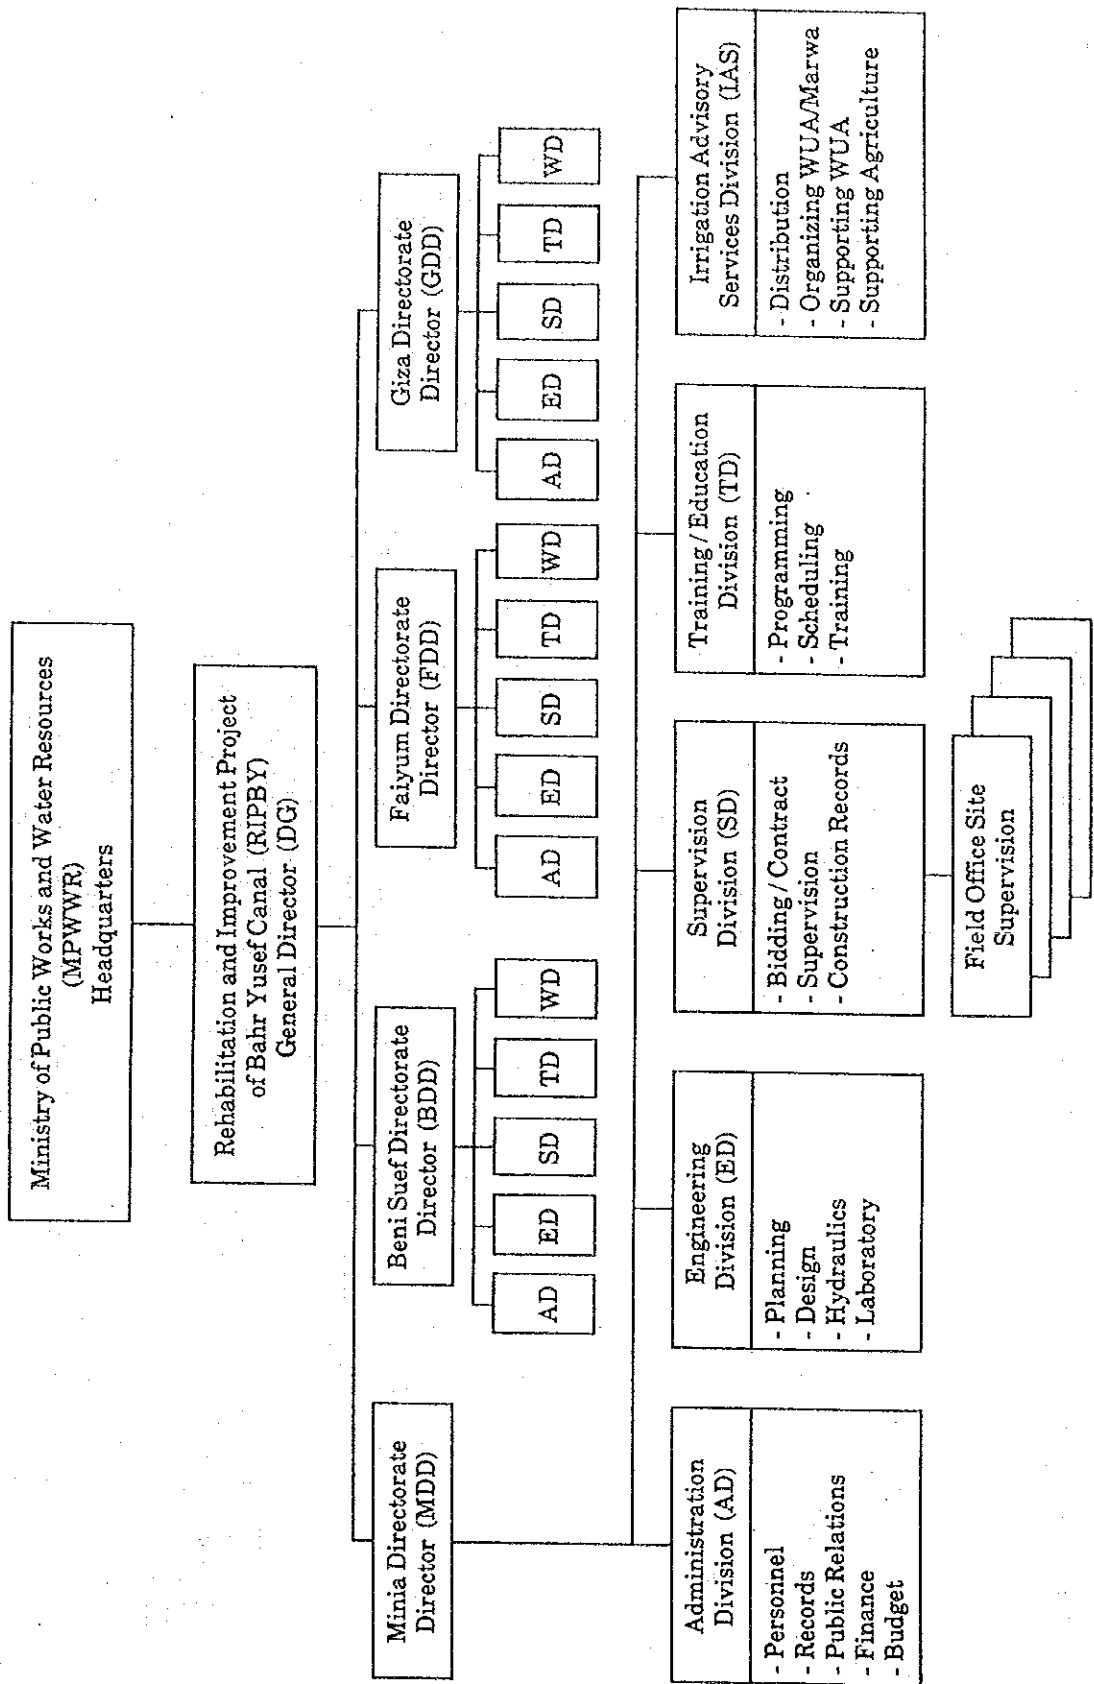 Ministry of Public Works and Water Resources
(MPWWR)
Headquarters
Rehabilitation and Improvement Project
of Bahr Yusef Canal (RIPBY)
General Director (DG)
Minia Directorate
Director (MDD)
Beni Suef Directorate
Director (BDD)
Faiyum Directorate
Director (FDD)
Giza Directorate
Director (GDD)
AD
ED
SD
TD
WD
AD
ED
SD
TD
WD
AD
ED
SD
TD
WD
Administration
Division (AD)
- Personnel
- Records
- Public Relations
- Finance
- Budget
Engineering
Division (ED)
- Planning
- Design
- Hydraulics
- Laboratory
Supervision
Division (SD)
- Bidding / Contract
- Supervision
- Construction Records
Training / Education
Division (TD)
- Programming
- Scheduling
- Training
Irrigation Advisory
Services Division (IAS)
- Distribution
- Organizing WUA/Marwa
- Supporting WUA
- Supporting Agriculture
Field Office Site
Supervision